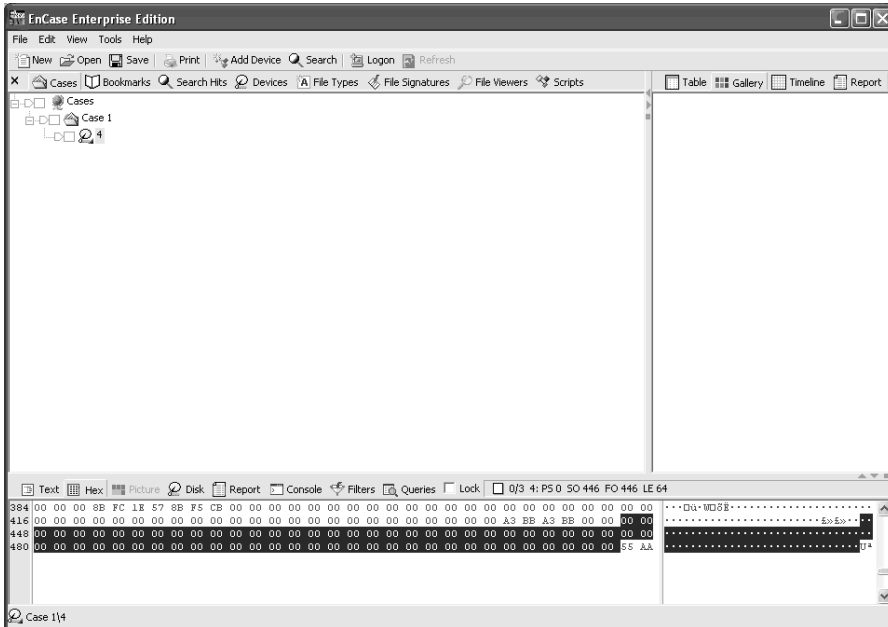 EnCase Enterprise Edition
File Edit View Tools Help
New Open Save Print Add Device Search Logon Refresh
Cases Bookmarks Search Hits Devices File Types File Signatures File Viewers Scripts Table Gallery Timeline Report
Cases
Case 1
4
Text Hex Picture Disk Report Console Filters Queries Lock 0/3 4: PS 0 SO 446 FO 446 LE 64
384 00 00 00 8B FC 1E 57 8B F5 CB 00 00 00 00 00 00 00 00 00 00 00 00 00 00 00 00 00 00 00 00 00 00 ···□ü·W□õË······················
416 00 00 00 00 00 00 00 00 00 00 00 00 00 00 00 00 00 00 00 00 00 00 00 00 A3 BB A3 BB 00 00 00 00 ························£»£»····
448 00 00 00 00 00 00 00 00 00 00 00 00 00 00 00 00 00 00 00 00 00 00 00 00 00 00 00 00 00 00 00 00 ································
480 00 00 00 00 00 00 00 00 00 00 00 00 00 00 00 00 00 00 00 00 00 00 00 00 00 00 00 00 00 00 55 AA ······························Uª
Case 1\4